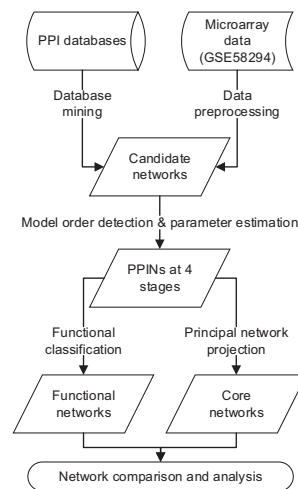 PPI databases
Microarray
data
(GSE58294)
Database
mining
Data
preprocessing
Candidate
networks
Model order detection & parameter estimation
PPINs at 4
stages
Functional
classification
Principal network
projection
Functional
networks
Core
networks
Network comparison and analysis